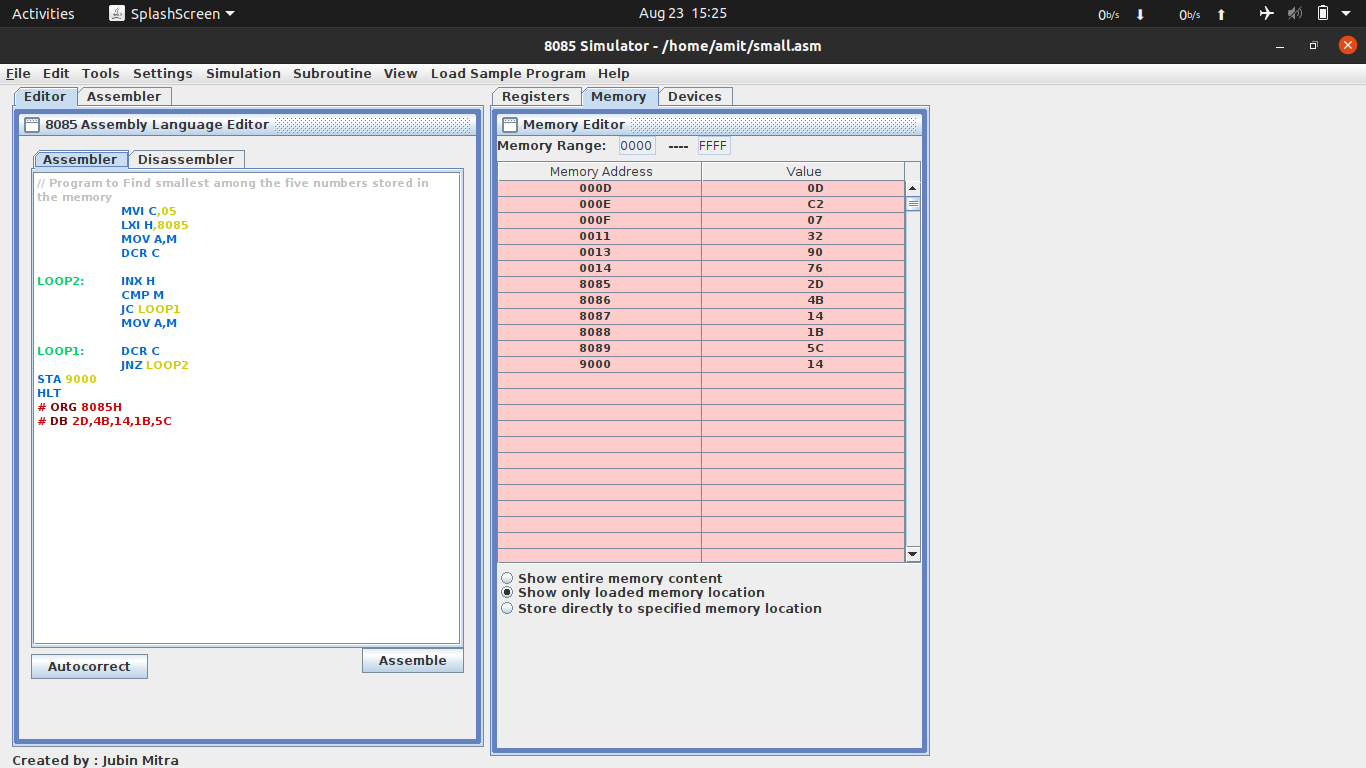 Activities SplashScreen Aug 23 15:25 0b/s 0b/s
8085 Simulator - /home/amit/small.asm
File Edit Tools Settings Simulation Subroutine View Load Sample Program Help
Editor Assembler
8085 Assembly Language Editor
Assembler Disassembler
// Program to Find smallest among the five numbers stored in
the memory
MVI C,05
LXI H,8085
MOV A,M
DCR C
LOOP2: INX H
CMP M
JC LOOP1
MOV A,M
LOOP1: DCR C
JNZ LOOP2
STA 9000
HLT
# ORG 8085H
# DB 2D,4B,14,1B,5C
Autocorrect Assemble
Registers Memory Devices
Memory Editor
Memory Range: 0000 ---- FFFF
Memory Address Value
000D 0D
000E C2
000F 07
0011 32
0013 90
0014 76
8085 2D
8086 4B
8087 14
8088 1B
8089 5C
9000 14
Show entire memory content
Show only loaded memory location
Store directly to specified memory location
Created by : Jubin Mitra